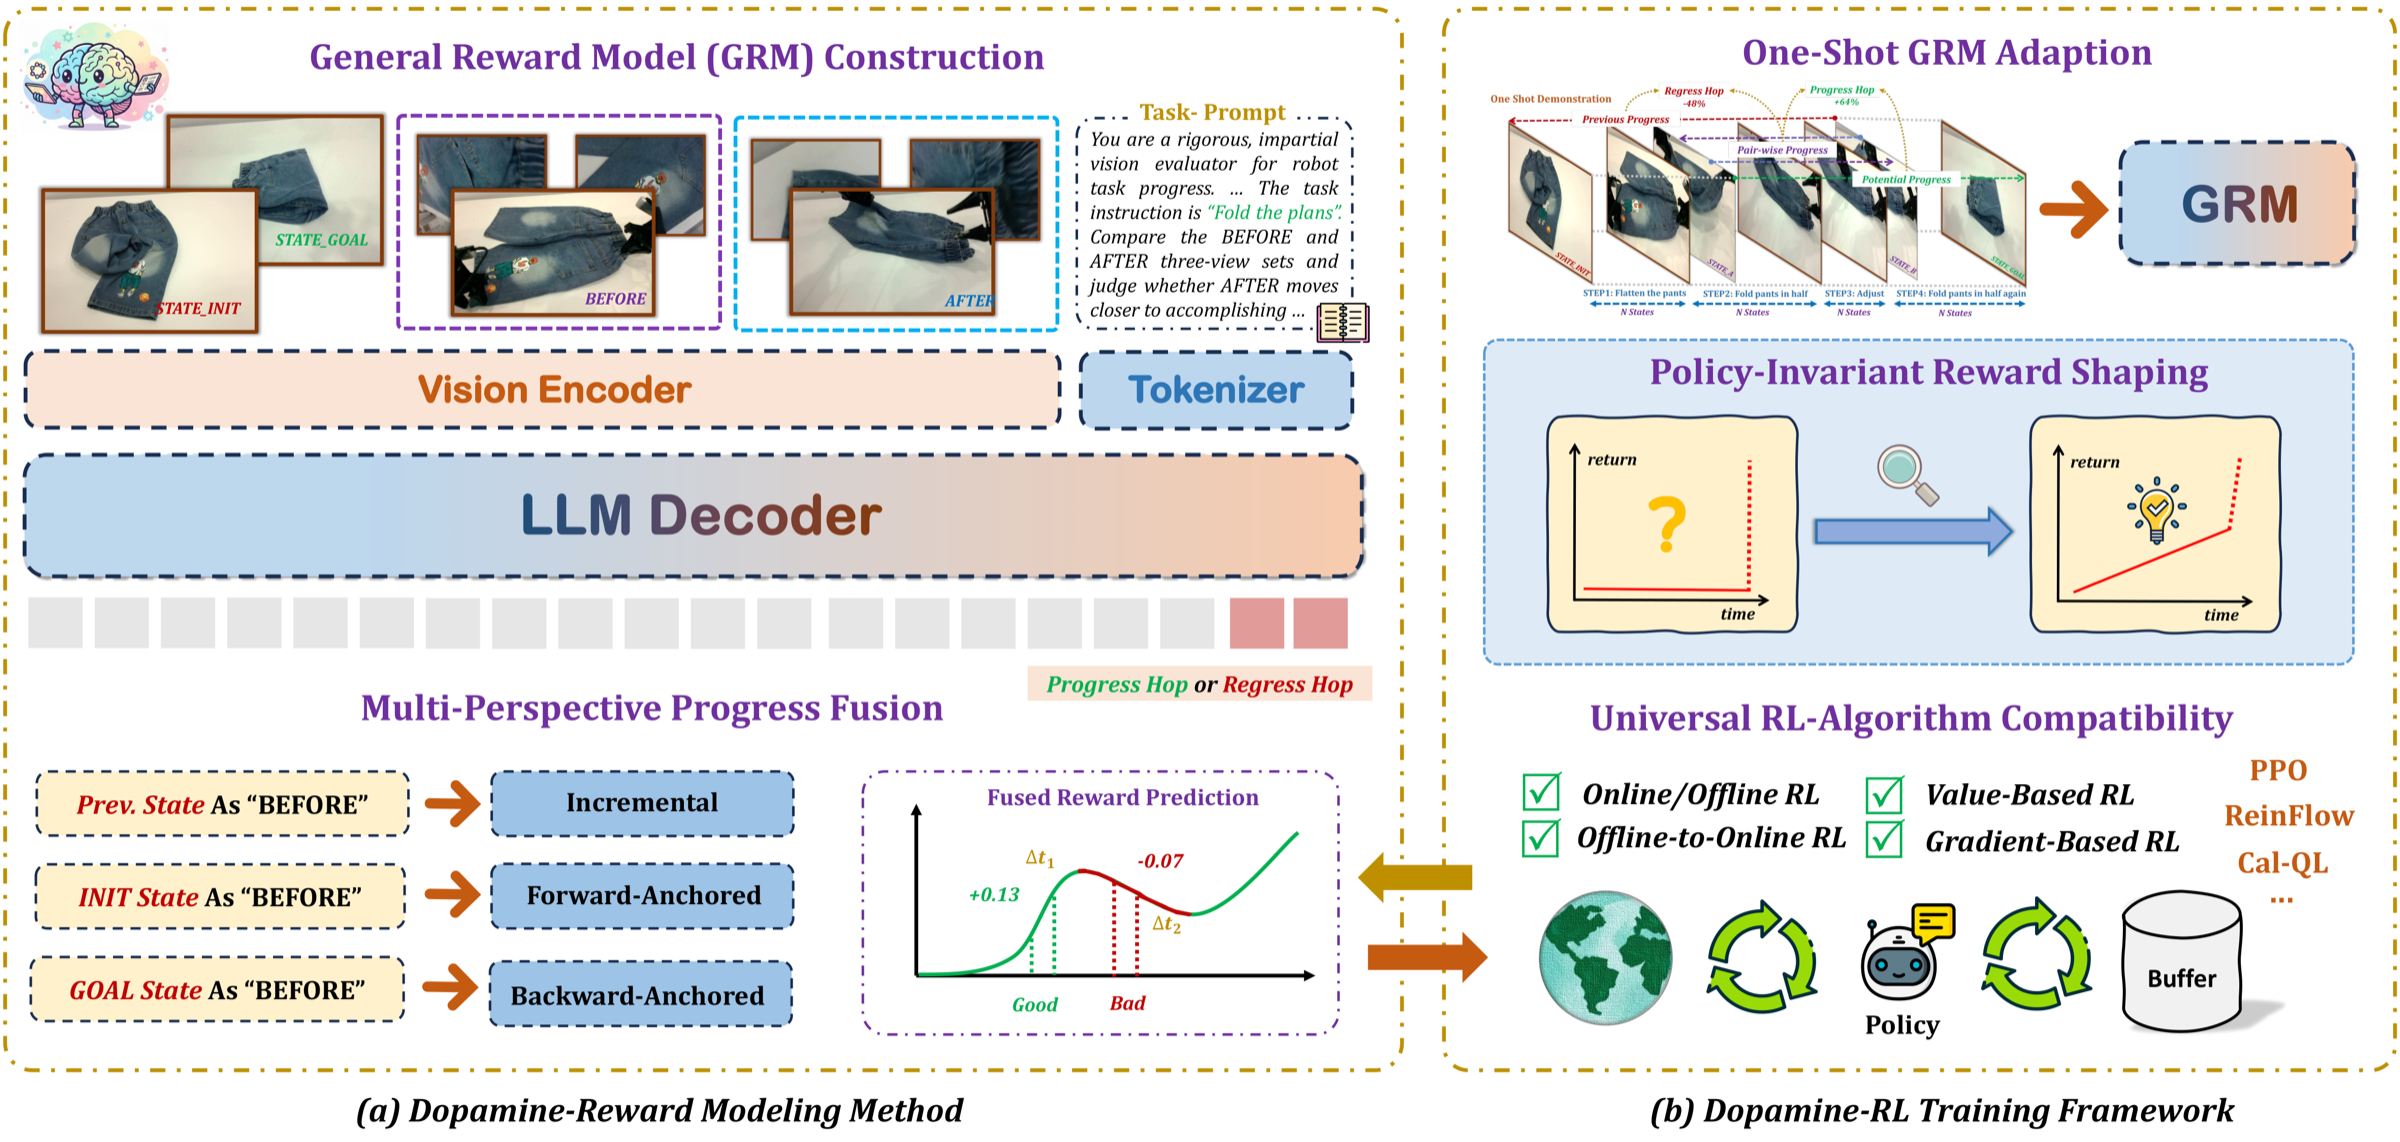 General Reward Model (GRM) Construction
STATE_GOAL
STATE_INIT
BEFORE
AFTER
Task- Prompt
You are a rigorous, impartial
vision evaluator for robot
task progress. ... The task
instruction is “Fold the plans”.
Compare the BEFORE and
AFTER three-view sets and
judge whether AFTER moves
closer to accomplishing ...
Vision Encoder
Tokenizer
LLM Decoder
Progress Hop or Regress Hop
Multi-Perspective Progress Fusion
Prev. State As “BEFORE”
Incremental
INIT State As “BEFORE”
Forward-Anchored
GOAL State As “BEFORE”
Backward-Anchored
Fused Reward Prediction
Δt1
-0.07
+0.13
Δt2
Good
Bad
(a) Dopamine-Reward Modeling Method
One-Shot GRM Adaption
One Shot Demonstration
Regress Hop
-48%
Progress Hop
+64%
Previous Progress
Pair-wise Progress
Potential Progress
STATE_INIT
STATE_A
STATE_B
STATE_GOAL
STEP1: Flatten the pants
STEP2: Fold pants in half
STEP3: Adjust
STEP4: Fold pants in half again
N States
N States
N States
N States
GRM
Policy-Invariant Reward Shaping
return
?
time
return
time
Universal RL-Algorithm Compatibility
Online/Offline RL
Value-Based RL
Offline-to-Online RL
Gradient-Based RL
PPO
ReinFlow
Cal-QL
...
Policy
Buffer
(b) Dopamine-RL Training Framework